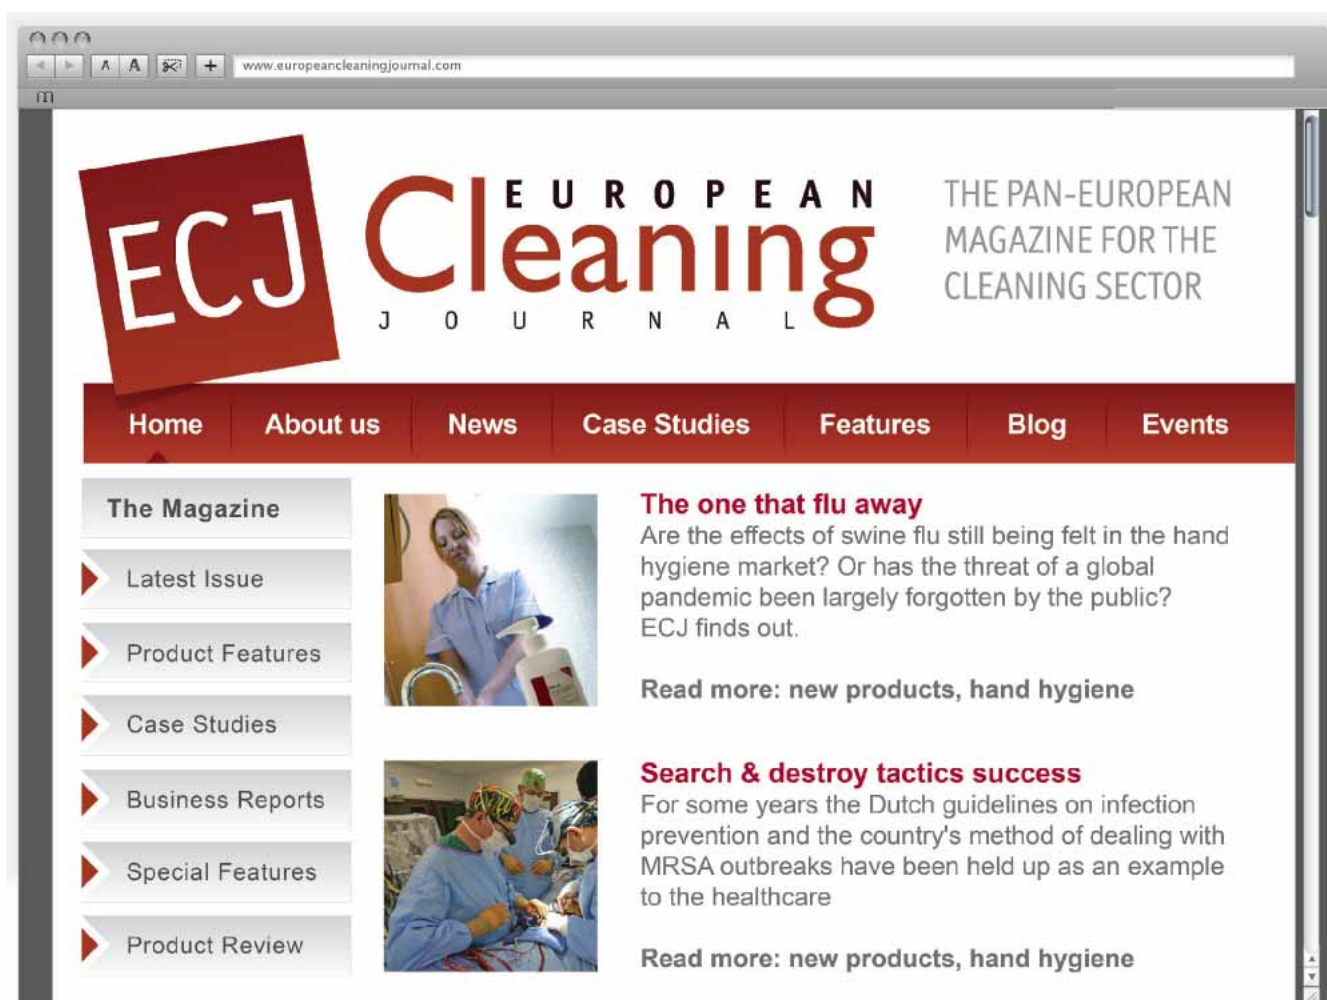 A A +
www.europeancleaningjournal.com
ECJ
EUROPEAN
Cleaning
JOURNAL
THE PAN-EUROPEAN
MAGAZINE FOR THE
CLEANING SECTOR
Home About us News Case Studies Features Blog Events
The Magazine
Latest Issue
Product Features
Case Studies
Business Reports
Special Features
Product Review
The one that flu away
Are the effects of swine flu still being felt in the hand
hygiene market? Or has the threat of a global
pandemic been largely forgotten by the public?
ECJ finds out.
Read more: new products, hand hygiene
Search & destroy tactics success
For some years the Dutch guidelines on infection
prevention and the country's method of dealing with
MRSA outbreaks have been held up as an example
to the healthcare
Read more: new products, hand hygiene